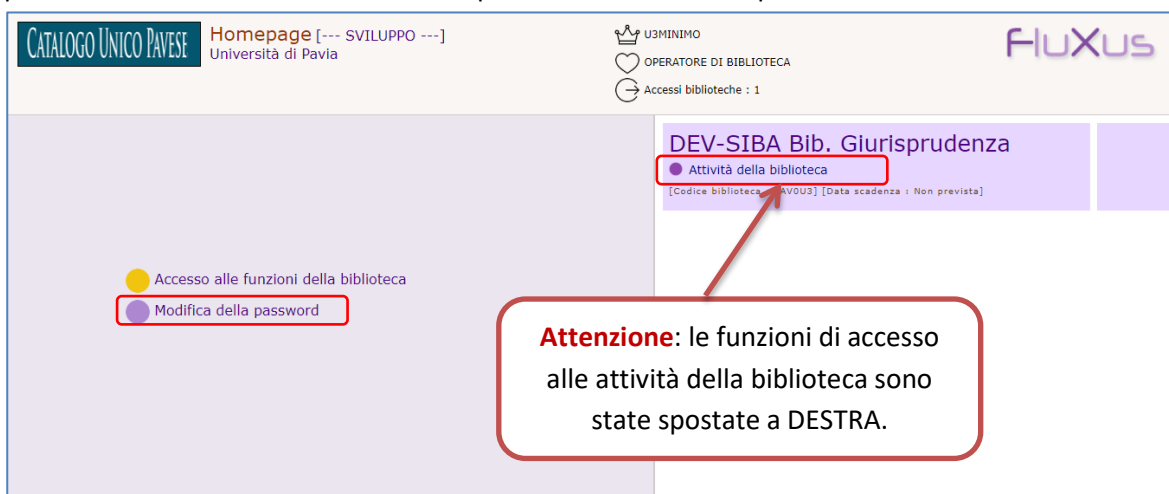 CATALOGO UNICO PAVESE
Homepage [--- SVILUPPO ---]
Università di Pavia
U3MINIMO
OPERATORE DI BIBLIOTECA
Accessi biblioteche : 1
FluXus
DEV-SIBA Bib. Giurisprudenza
Attività della biblioteca
[Codice biblioteca AV0U3] [Data scadenza : Non prevista]
Accesso alle funzioni della biblioteca
Modifica della password
Attenzione: le funzioni di accesso
alle attività della biblioteca sono
state spostate a DESTRA.